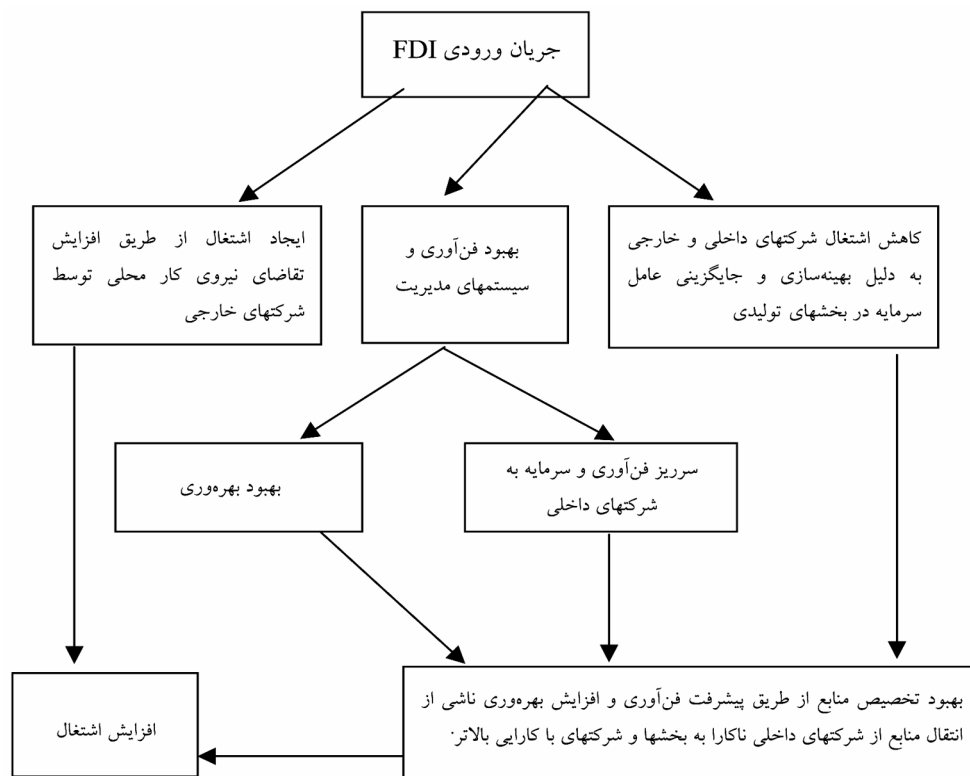 جریان ورودی FDI
ایجاد اشتغال از طریق افزایش
تقاضای نیروی کار محلی توسط
شرکتهای خارجی
بهبود فن‌آوری و
سیستمهای مدیریت
کاهش اشتغال شرکتهای داخلی و خارجی
به دلیل بهینه‌سازی و جایگزینی عامل
سرمایه در بخشهای تولیدی
بهبود بهره‌وری
سرریز فن‌آوری و سرمایه به
شرکتهای داخلی
افزایش اشتغال
بهبود تخصیص منابع از طریق پیشرفت فن‌آوری و افزایش بهره‌وری ناشی از
انتقال منابع از شرکتهای داخلی ناکارا به بخشها و شرکتهای با کارایی بالاتر.